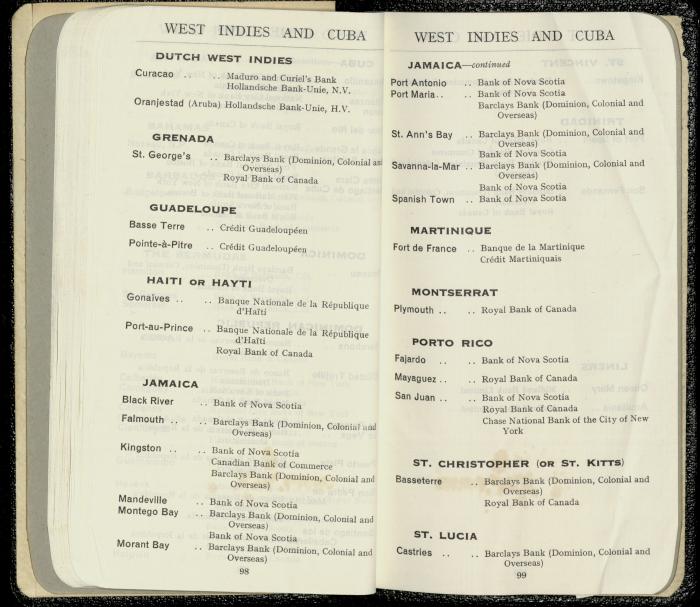 WEST INDIES AND CUBA
DUTCH WEST INDIES
Curacao .. .. Maduro and Curiel's Bank
Hollandsche Bank-Unie, N.V.
Oranjestad (Aruba) Hollandsche Bank-Unie, H.V.
GRENADA
St. George's .. Barclays Bank (Dominion, Colonial and
Overseas)
Royal Bank of Canada
GUADELOUPE
Basse Terre .. Crédit Guadeloupéen
Pointe-à-Pitre .. Crédit Guadeloupéen
HAITI OR HAYTI
Gonaives .. .. Banque Nationale de la République
d'Haïti
Port-au-Prince .. Banque Nationale de la République
d'Haïti
Royal Bank of Canada
JAMAICA
Black River .. Bank of Nova Scotia
Falmouth .. .. Barclays Bank (Dominion, Colonial and
Overseas)
Kingston .. .. Bank of Nova Scotia
Canadian Bank of Commerce
Barclays Bank (Dominion, Colonial and
Overseas)
Mandeville .. Bank of Nova Scotia
Montego Bay .. Barclays Bank (Dominion, Colonial and
Overseas)
Bank of Nova Scotia
Morant Bay .. Barclays Bank (Dominion, Colonial and
Overseas)
98
WEST INDIES AND CUBA
JAMAICA—continued
Port Antonio .. Bank of Nova Scotia
Port Maria.. .. Bank of Nova Scotia
Barclays Bank (Dominion, Colonial and
Overseas)
St. Ann's Bay .. Barclays Bank (Dominion, Colonial and
Overseas)
Bank of Nova Scotia
Savanna-la-Mar .. Barclays Bank (Dominion, Colonial and
Overseas)
Bank of Nova Scotia
Spanish Town .. Bank of Nova Scotia
MARTINIQUE
Fort de France .. Banque de la Martinique
Crédit Martiniquais
MONTSERRAT
Plymouth .. .. Royal Bank of Canada
PORTO RICO
Fajardo .. .. Bank of Nova Scotia
Mayaguez .. .. Royal Bank of Canada
San Juan .. .. Bank of Nova Scotia
Royal Bank of Canada
Chase National Bank of the City of New
York
ST. CHRISTOPHER (OR ST. KITTS)
Basseterre .. Barclays Bank (Dominion, Colonial and
Overseas)
Royal Bank of Canada
ST. LUCIA
Castries .. .. Barclays Bank (Dominion, Colonial and
Overseas)
99